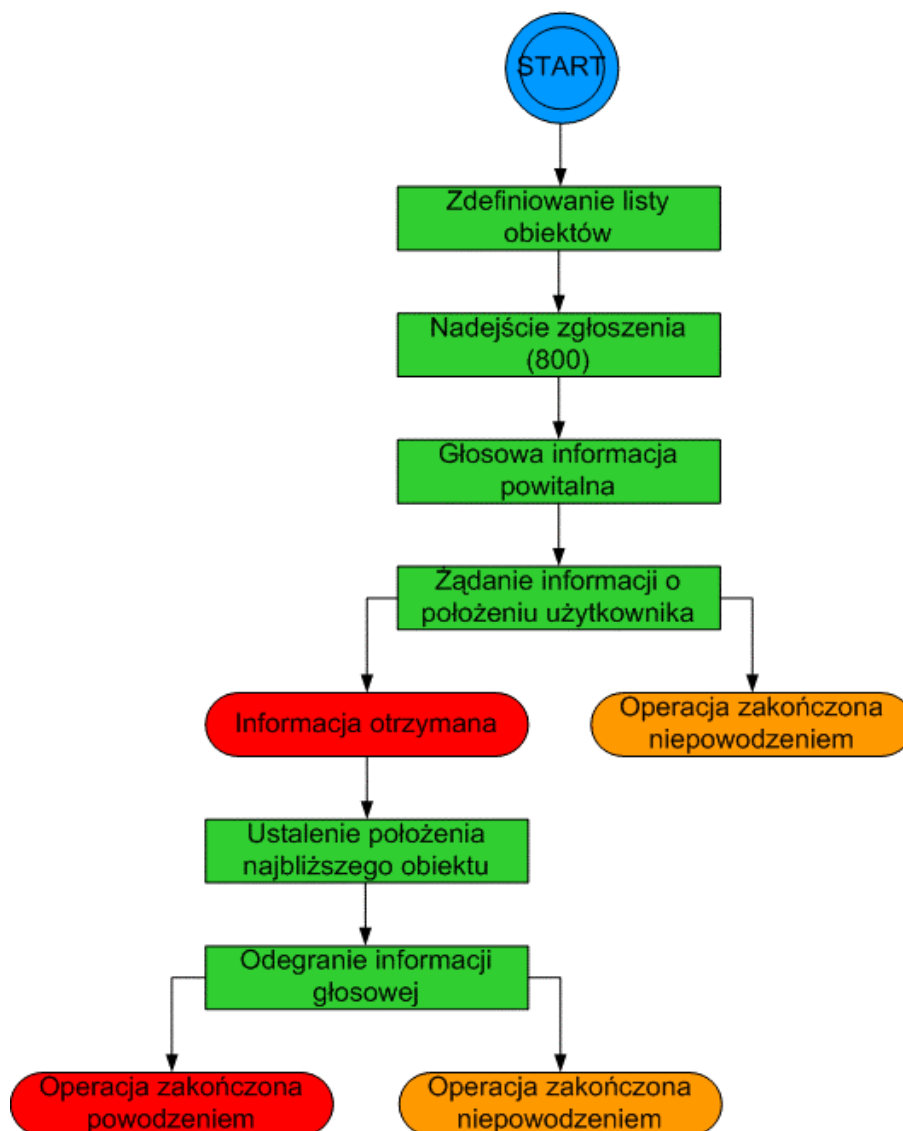 START
Zdefiniowanie listy
obiektów
Nadejście zgłoszenia
(800)
Głosowa informacja
powitalna
Żądanie informacji o
położeniu użytkownika
Informacja otrzymana
Operacja zakończona
niepowodzeniem
Ustalenie położenia
najbliższego obiektu
Odegranie informacji
głosowej
Operacja zakończona
powodzeniem
Operacja zakończona
niepowodzeniem